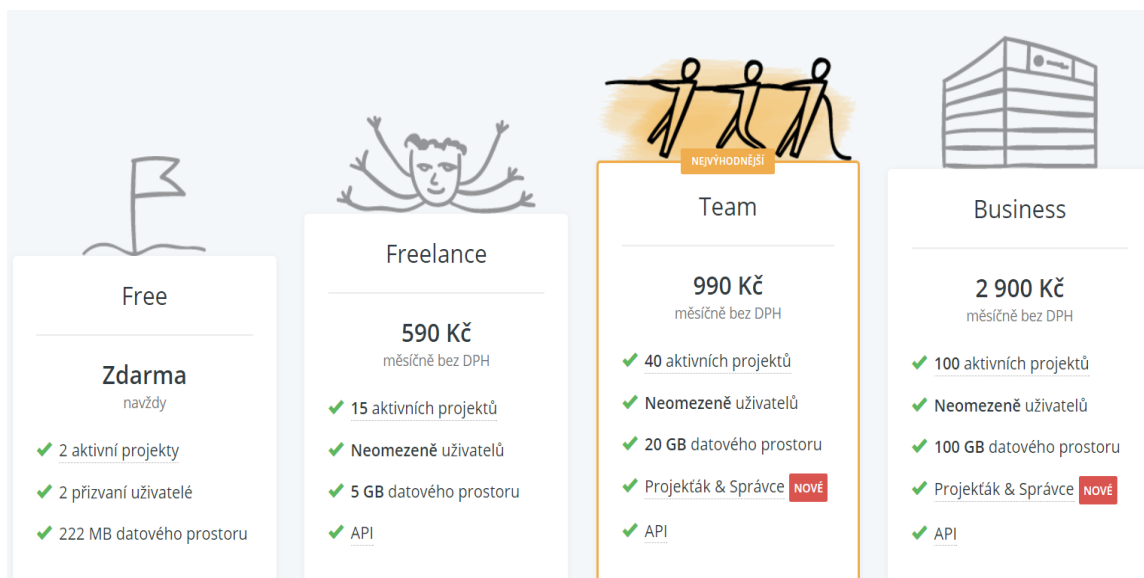 Free
Zdarma
navždy
2 aktivní projekty
2 přizvaní uživatelé
222 MB datového prostoru
Freelance
590 Kč
měsíčně bez DPH
15 aktivních projektů
Neomezeně uživatelů
5 GB datového prostoru
API
NEJVÝHODNĚJŠÍ
Team
990 Kč
měsíčně bez DPH
40 aktivních projektů
Neomezeně uživatelů
20 GB datového prostoru
Projekťák & Správce NOVÉ
API
Business
2 900 Kč
měsíčně bez DPH
100 aktivních projektů
Neomezeně uživatelů
100 GB datového prostoru
Projekťák & Správce NOVÉ
API